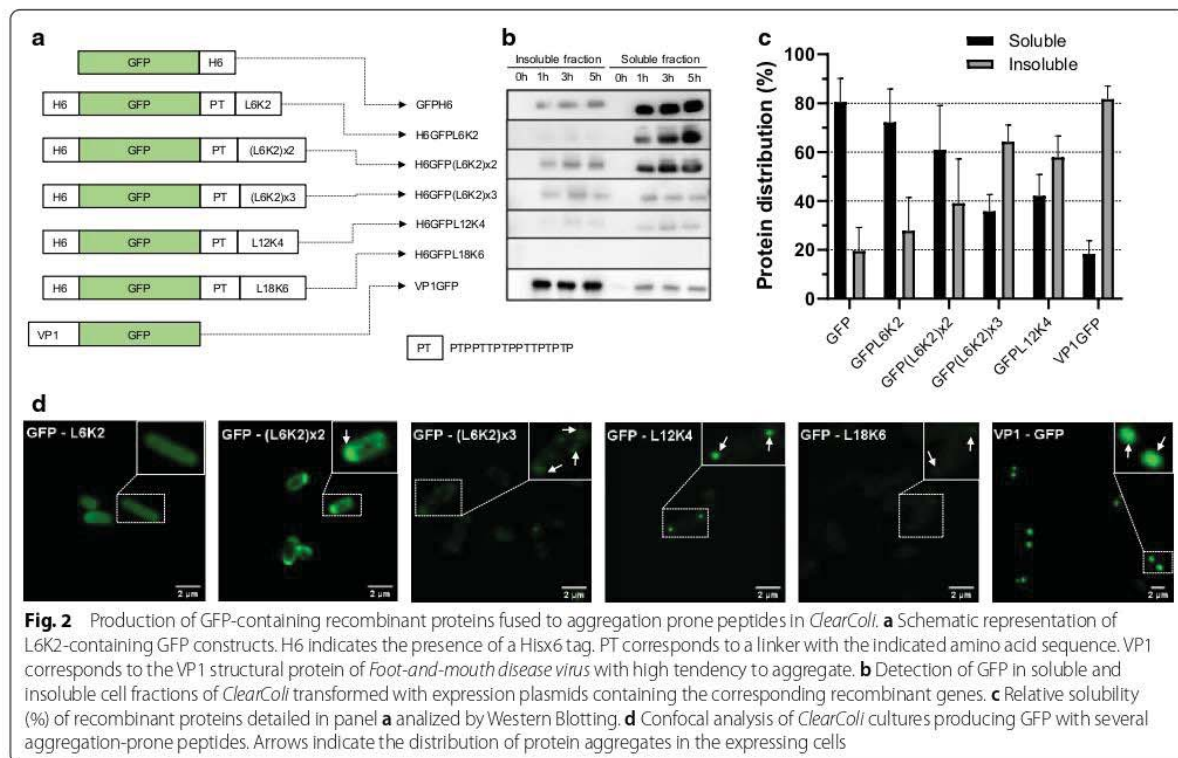 a
GFP H6
H6 GFP PT L6K2
H6 GFP PT (L6K2)x2
H6 GFP PT (L6K2)x3
H6 GFP PT L12K4
H6 GFP PT L18K6
VP1 GFP
GFPH6
H6GFPL6K2
H6GFP(L6K2)x2
H6GFP(L6K2)x3
H6GFPL12K4
H6GFPL18K6
VP1GFP
PT PTPPTTPTPPTTPTPTP
b
Insoluble fraction Soluble fraction
0h 1h 3h 5h 0h 1h 3h 5h
c
Soluble
Insoluble
Protein distribution (%)
100
80
60
40
20
0
GFP
GFPL6K2
GFP(L6K2)x2
GFP(L6K2)x3
GFPL12K4
VP1GFP
d
GFP - L6K2
2 µm
GFP - (L6K2)x2
2 µm
GFP - (L6K2)x3
2 µm
GFP - L12K4
2 µm
GFP - L18K6
2 µm
VP1 - GFP
2 µm
Fig. 2 Production of GFP-containing recombinant proteins fused to aggregation prone peptides in ClearColi. a Schematic representation of
L6K2-containing GFP constructs. H6 indicates the presence of a Hisx6 tag. PT corresponds to a linker with the indicated amino acid sequence. VP1
corresponds to the VP1 structural protein of Foot-and-mouth disease virus with high tendency to aggregate. b Detection of GFP in soluble and
insoluble cell fractions of ClearColi transformed with expression plasmids containing the corresponding recombinant genes. c Relative solubility
(%) of recombinant proteins detailed in panel a analized by Western Blotting. d Confocal analysis of ClearColi cultures producing GFP with several
aggregation-prone peptides. Arrows indicate the distribution of protein aggregates in the expressing cells